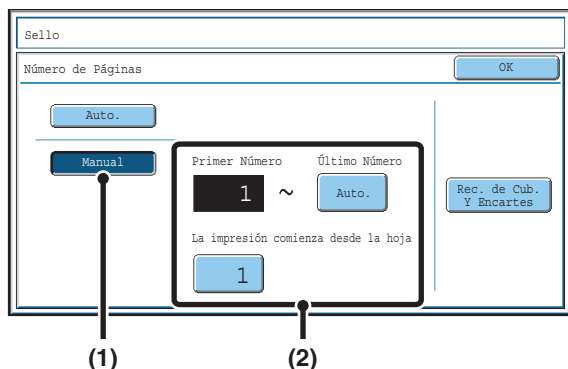 Sello
Número de Páginas
OK
Auto.
Manual
Primer Número
Último Número
1
~
Auto.
La impresión comienza desde la hoja
1
Rec. de Cub.
Y Encartes
(1)
(2)